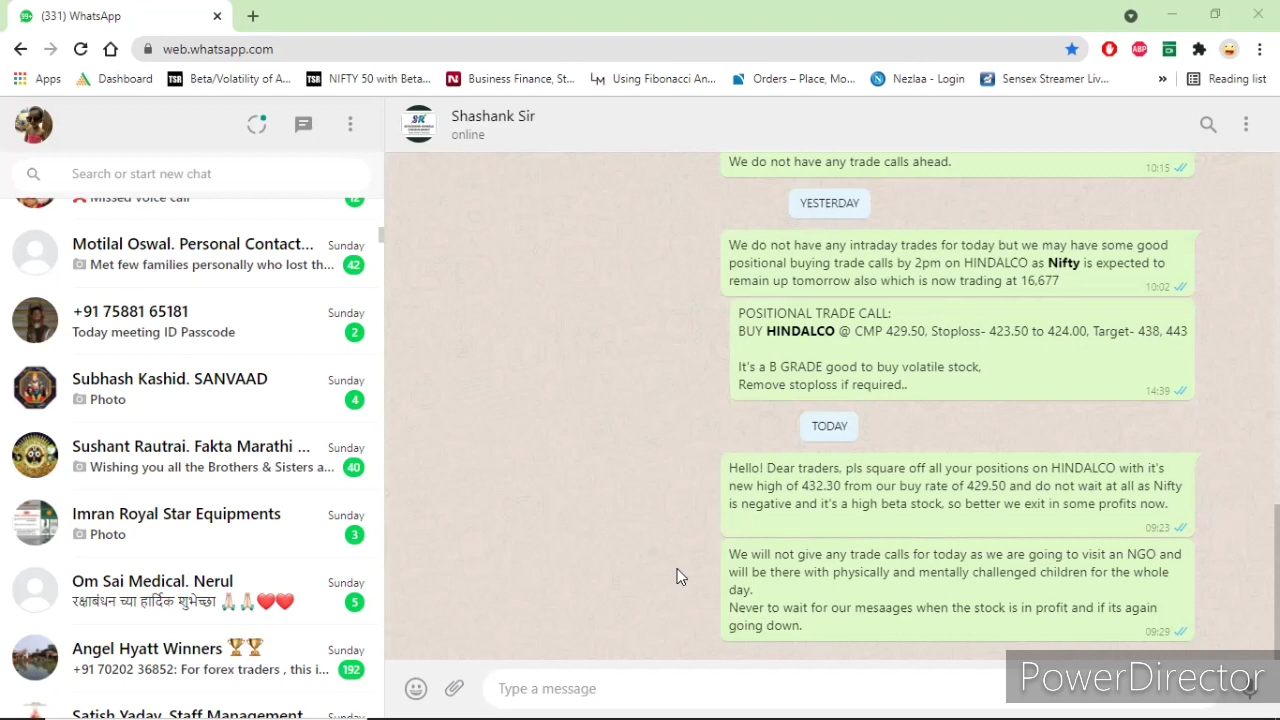 99+ (331) WhatsApp
web.whatsapp.com
ABP
Apps Dashboard TSR Beta/Volatility of A... TSR NIFTY 50 with Beta... N Business Finance, St... LM Using Fibonacci An... Orders – Place, Mo... Nezlaa - Login Sensex Streamer Liv... » Reading list
Shashank Sir
online
Search or start new chat
Missed voice call 12
Motilal Oswal. Personal Contact... Sunday
Met few families personally who lost th... 42
+91 75881 65181 Sunday
Today meeting ID Passcode 2
Subhash Kashid. SANVAAD Sunday
Photo 4
Sushant Rautrai. Fakta Marathi ... Sunday
Wishing you all the Brothers & Sisters a... 40
Imran Royal Star Equipments Sunday
Photo 3
Om Sai Medical. Nerul Sunday
रक्षाबंधन च्या हार्दिक शुभेच्छा 🙏🏻🙏🏻❤️❤️ 5
Angel Hyatt Winners 🏆🏆 Sunday
+91 70202 36852: For forex traders , this i... 192
Satish Yadav. Staff Management
We do not have any trade calls ahead.
10:15
YESTERDAY
We do not have any intraday trades for today but we may have some good
positional buying trade calls by 2pm on HINDALCO as Nifty is expected to
remain up tomorrow also which is now trading at 16,677
10:02
POSITIONAL TRADE CALL:
BUY HINDALCO @ CMP 429.50, Stoploss- 423.50 to 424.00, Target- 438, 443
It's a B GRADE good to buy volatile stock,
Remove stoploss if required..
14:39
TODAY
Hello! Dear traders, pls square off all your positions on HINDALCO with it's
new high of 432.30 from our buy rate of 429.50 and do not wait at all as Nifty
is negative and it's a high beta stock, so better we exit in some profits now.
09:23
We will not give any trade calls for today as we are going to visit an NGO and
will be there with physically and mentally challenged children for the whole
day.
Never to wait for our mesaages when the stock is in profit and if its again
going down.
09:29
Type a message
PowerDirector